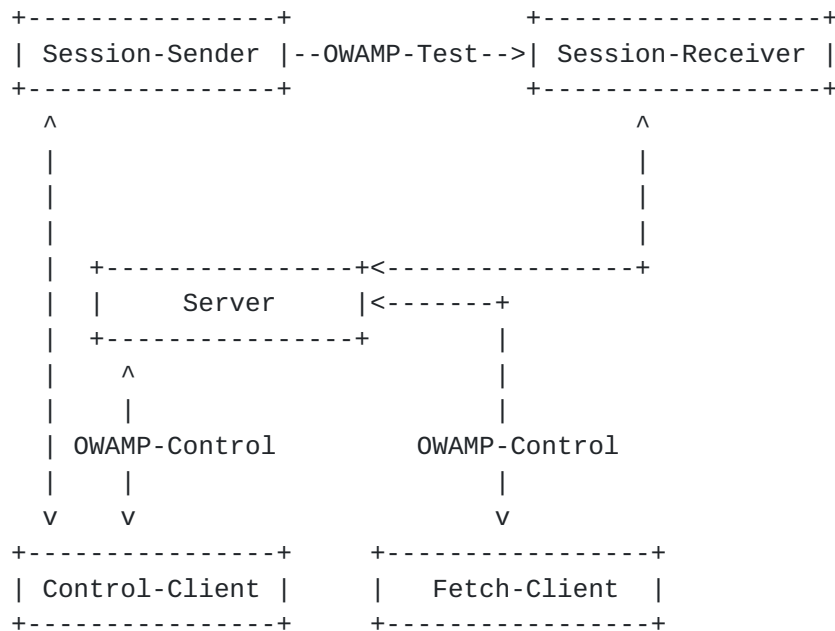 +----------------+               +------------------+
| Session-Sender |--OWAMP-Test-->| Session-Receiver |
+----------------+               +------------------+
  ^                                     ^
  |                                     |
  |                                     |
  |                                     |
  |  +----------------+<----------------+
  |  |     Server     |<-------+
  |  +----------------+        |
  |    ^                       |
  |    |                       |
  | OWAMP-Control         OWAMP-Control
  |    |                       |
  v    v                       v
+----------------+     +-----------------+
| Control-Client |     |   Fetch-Client  |
+----------------+     +-----------------+